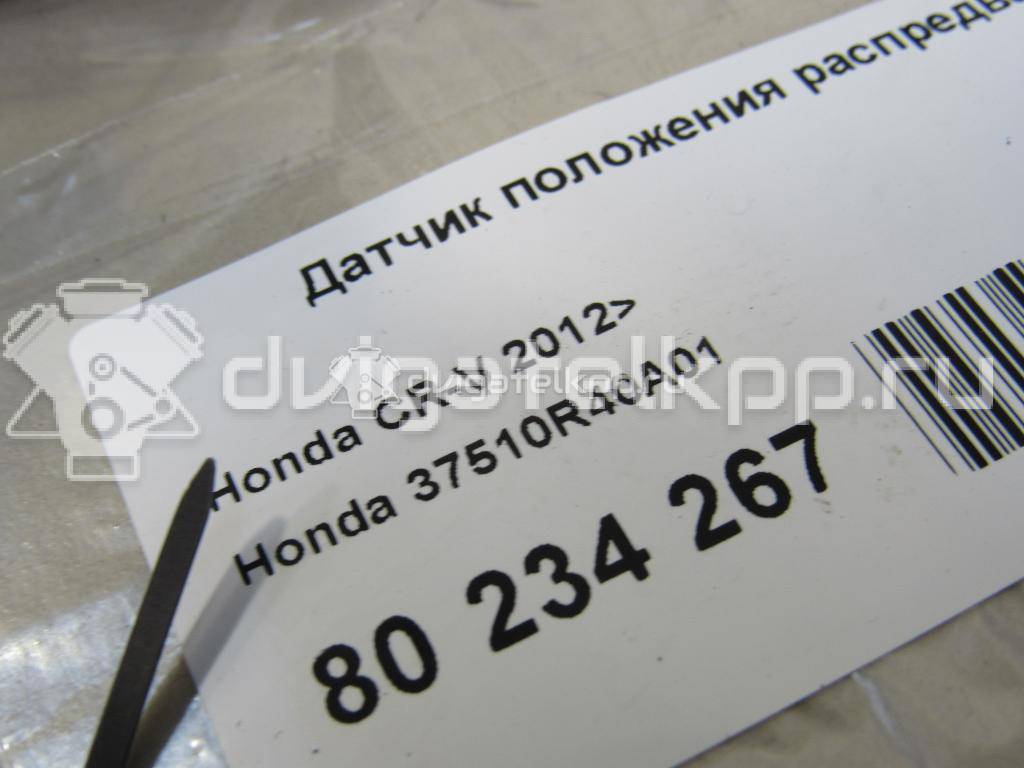 Датчик положения распредв
Honda CR-V 2012>
Honda 37510R40A01
80 234 267
dvigatelkpp.ru